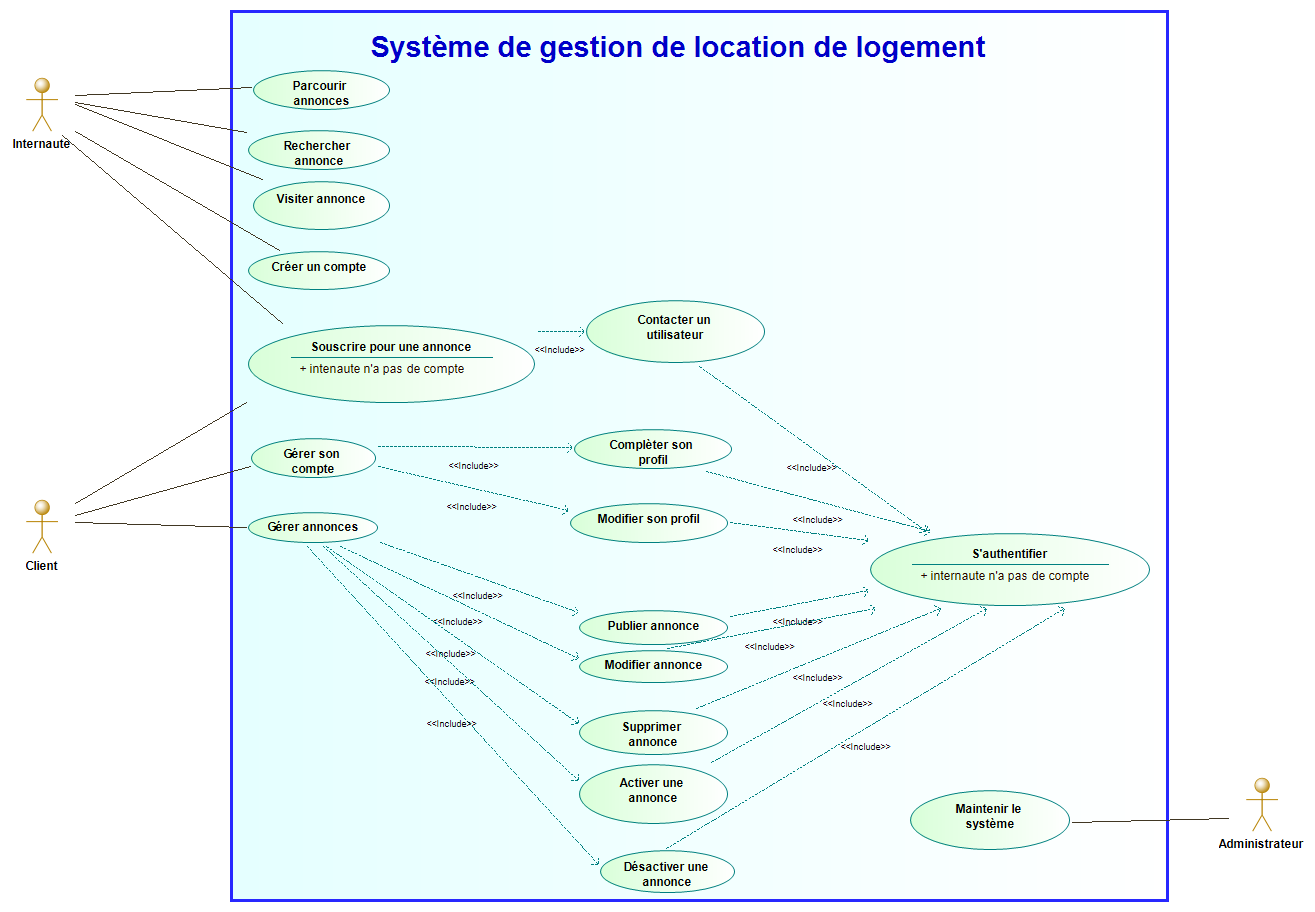 Système de gestion de location de logement
Parcourir
annonces
Internaute
Rechercher
annonce
Visiter annonce
Créer un compte
Contacter un
utilisateur
Souscrire pour une annonce
<<Include>>
+ intenaute n'a pas de compte
Gérer son
compte
Complèter son
profil
<<Include>>
<<Include>>
<<Include>>
Modifier son profil
<<Include>>
Gérer annonces
<<Include>>
S'authentifier
+ internaute n'a pas de compte
Client
<<Include>>
<<Include>>
<<Include>>
Publier annonce
<<Include>>
<<Include>>
<<Include>>
Modifier annonce
<<Include>>
<<Include>>
<<Include>>
<<Include>>
Supprimer
annonce
<<Include>>
Activer une
annonce
Maintenir le
système
Administrateur
Désactiver une
annonce